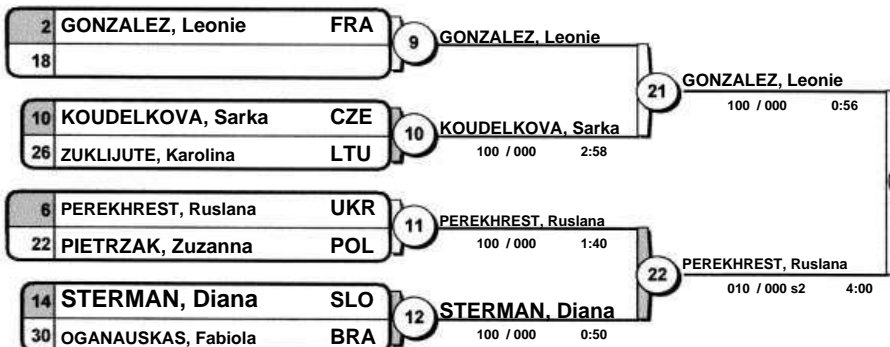 2 GONZALEZ, Leonie FRA
18
9
GONZALEZ, Leonie
10 KOUDELKOVA, Sarka CZE
26 ZUKLIJUTE, Karolina LTU
10
KOUDELKOVA, Sarka
100 / 000 2:58
21
GONZALEZ, Leonie
100 / 000 0:56
6 PEREKHREST, Ruslana UKR
22 PIETRZAK, Zuzanna POL
11
PEREKHREST, Ruslana
100 / 000 1:40
14 STERMAN, Diana SLO
30 OGANAUSKAS, Fabiola BRA
12
STERMAN, Diana
100 / 000 0:50
22
PEREKHREST, Ruslana
010 / 000 s2 4:00